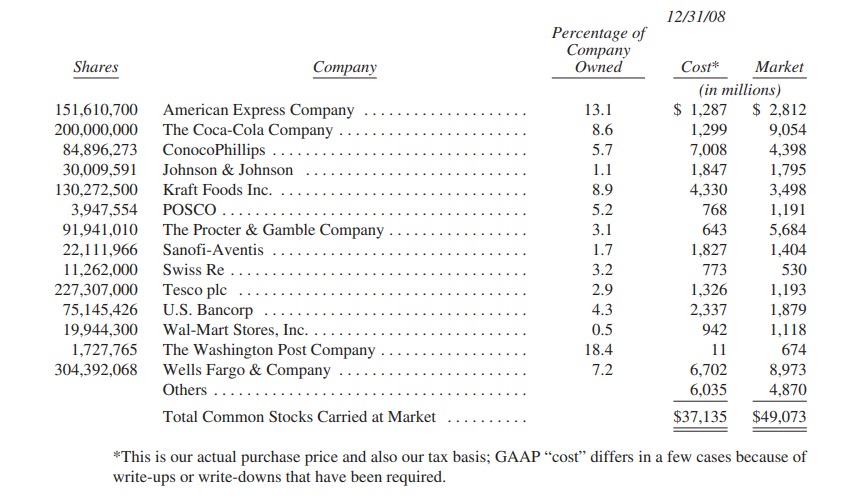 12/31/08
Percentage of
Company
Shares Company Owned Cost* Market
(in millions)
151,610,700 American Express Company ........................ 13.1 $ 1,287 $ 2,812
200,000,000 The Coca-Cola Company ........................ 8.6 1,299 9,054
84,896,273 ConocoPhillips ........................ 5.7 7,008 4,398
30,009,591 Johnson & Johnson ........................ 1.1 1,847 1,795
130,272,500 Kraft Foods Inc. ........................ 8.9 4,330 3,498
3,947,554 POSCO ........................ 5.2 768 1,191
91,941,010 The Procter & Gamble Company ........................ 3.1 643 5,684
22,111,966 Sanofi-Aventis ........................ 1.7 1,827 1,404
11,262,000 Swiss Re ........................ 3.2 773 530
227,307,000 Tesco plc ........................ 2.9 1,326 1,193
75,145,426 U.S. Bancorp ........................ 4.3 2,337 1,879
19,944,300 Wal-Mart Stores, Inc. ........................ 0.5 942 1,118
1,727,765 The Washington Post Company ........................ 18.4 11 674
304,392,068 Wells Fargo & Company ........................ 7.2 6,702 8,973
Others ........................ 6,035 4,870
Total Common Stocks Carried at Market .......... $37,135 $49,073
*This is our actual purchase price and also our tax basis; GAAP “cost” differs in a few cases because of
write-ups or write-downs that have been required.